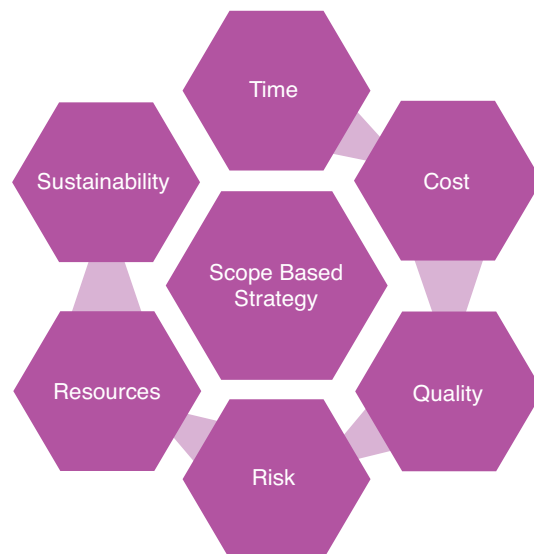 Time
Sustainability
Cost
Scope Based
Strategy
Resources
Quality
Risk